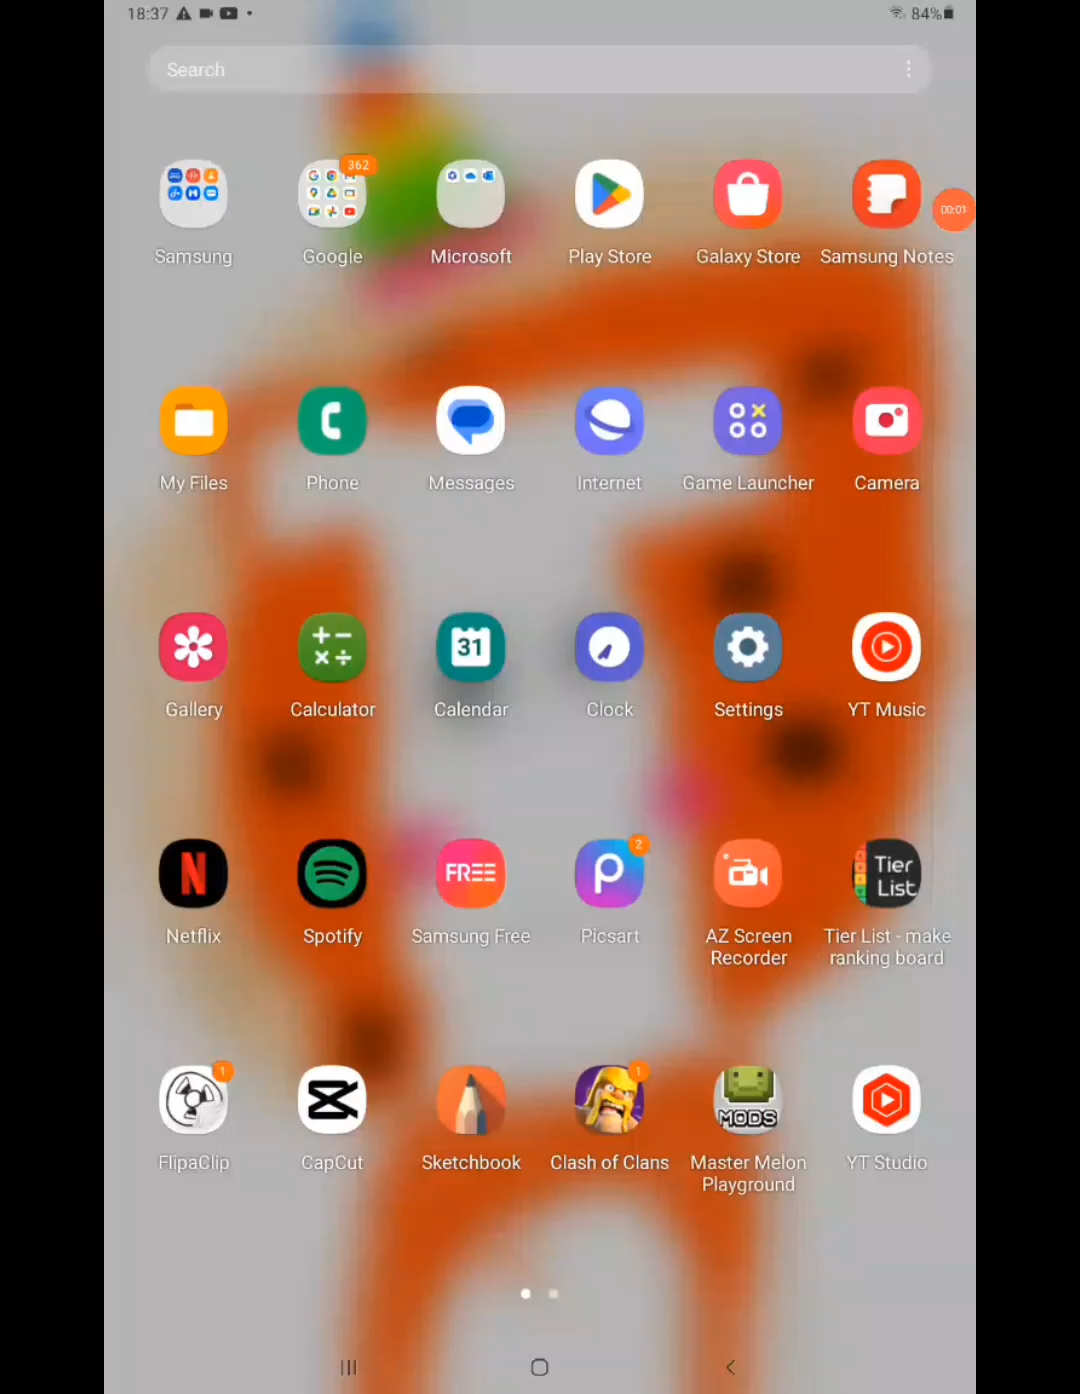 18:37
84%
Search
362
00:01
Samsung
Google
Microsoft
Play Store
Galaxy Store
Samsung Notes
My Files
Phone
Messages
Internet
Game Launcher
Camera
31
Gallery
Calculator
Calendar
Clock
Settings
YT Music
N
FREE
P
2
Tier
List
Netflix
Spotify
Samsung Free
Picsart
AZ Screen
Recorder
Tier List - make
ranking board
1
1
MODS
FlipaClip
CapCut
Sketchbook
Clash of Clans
Master Melon
Playground
YT Studio